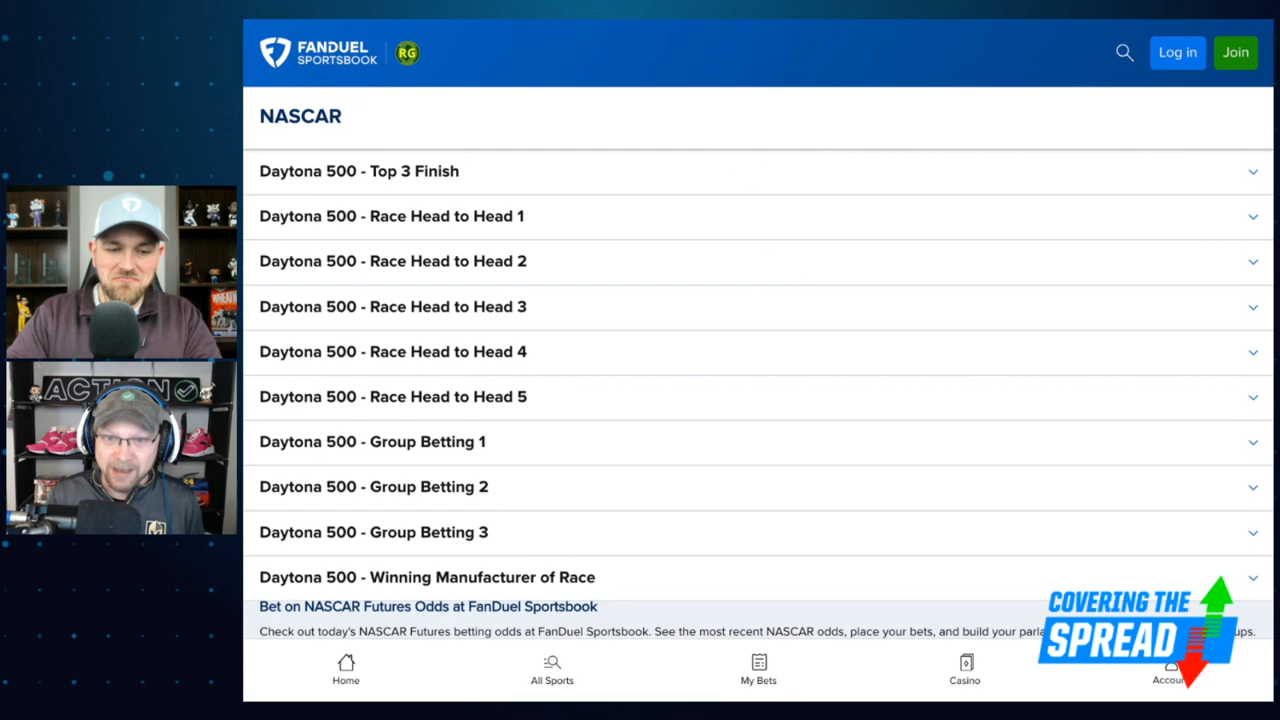 FANDUEL
SPORTSBOOK
RG
Log in
Join
NASCAR
Daytona 500 - Top 3 Finish
Daytona 500 - Race Head to Head 1
Daytona 500 - Race Head to Head 2
Daytona 500 - Race Head to Head 3
Daytona 500 - Race Head to Head 4
Daytona 500 - Race Head to Head 5
Daytona 500 - Group Betting 1
Daytona 500 - Group Betting 2
Daytona 500 - Group Betting 3
Daytona 500 - Winning Manufacturer of Race
Bet on NASCAR Futures Odds at FanDuel Sportsbook
Check out today's NASCAR Futures betting odds at FanDuel Sportsbook. See the most recent NASCAR odds, place your bets, and build your parla ups.
Home
All Sports
My Bets
Casino
Accoun
COVERING THE
SPREAD
WHEATIES
ACTION